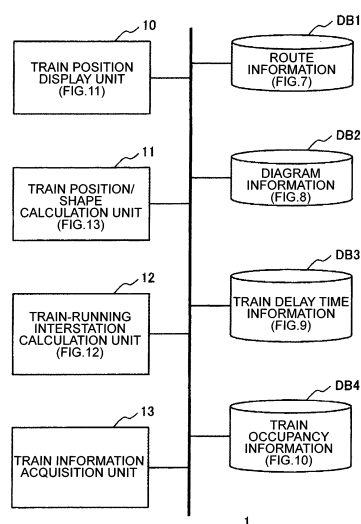 10
TRAIN POSITION
DISPLAY UNIT
(FIG.11)
DB1
ROUTE
INFORMATION
(FIG.7)
11
TRAIN POSITION/
SHAPE
CALCULATION UNIT
(FIG.13)
DB2
DIAGRAM
INFORMATION
(FIG.8)
12
TRAIN-RUNNING
INTERSTATION
CALCULATION UNIT
(FIG.12)
DB3
TRAIN DELAY TIME
INFORMATION
(FIG.9)
13
TRAIN INFORMATION
ACQUISITION UNIT
DB4
TRAIN
OCCUPANCY
INFORMATION
(FIG.10)
1